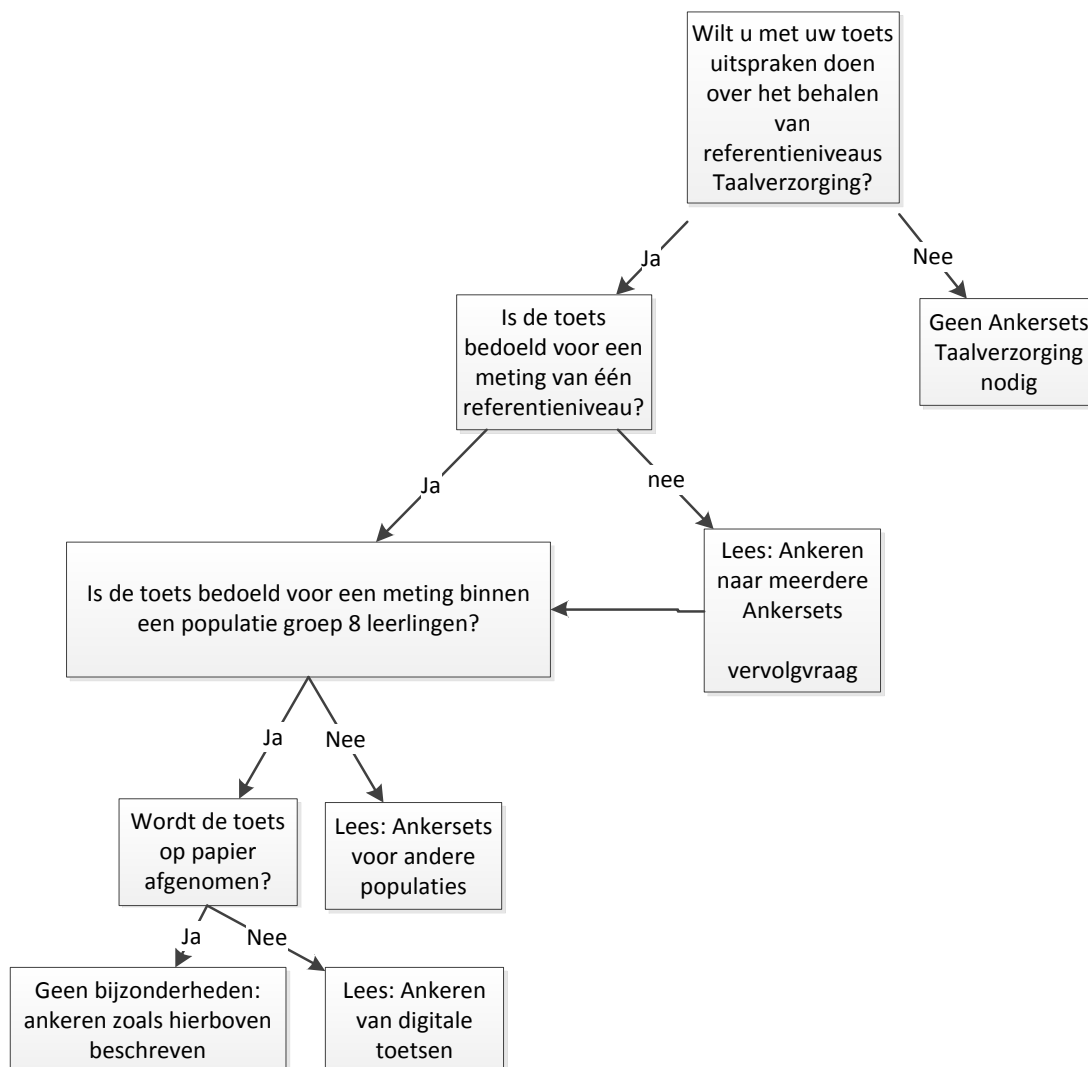 Wilt u met uw toets
uitspraken doen
over het behalen
van
referentieniveaus
Taalverzorging?
Ja
Nee
Is de toets
bedoeld voor een
meting van één
referentieniveau?
Geen Ankersets
Taalverzorging
nodig
Ja
nee
Is de toets bedoeld voor een meting binnen
een populatie groep 8 leerlingen?
Lees: Ankeren
naar meerdere
Ankersets
vervolgvraag
Ja
Nee
Wordt de toets
op papier
afgenomen?
Lees: Ankersets
voor andere
populaties
Ja
Nee
Geen bijzonderheden:
ankeren zoals hierboven
beschreven
Lees: Ankeren
van digitale
toetsen